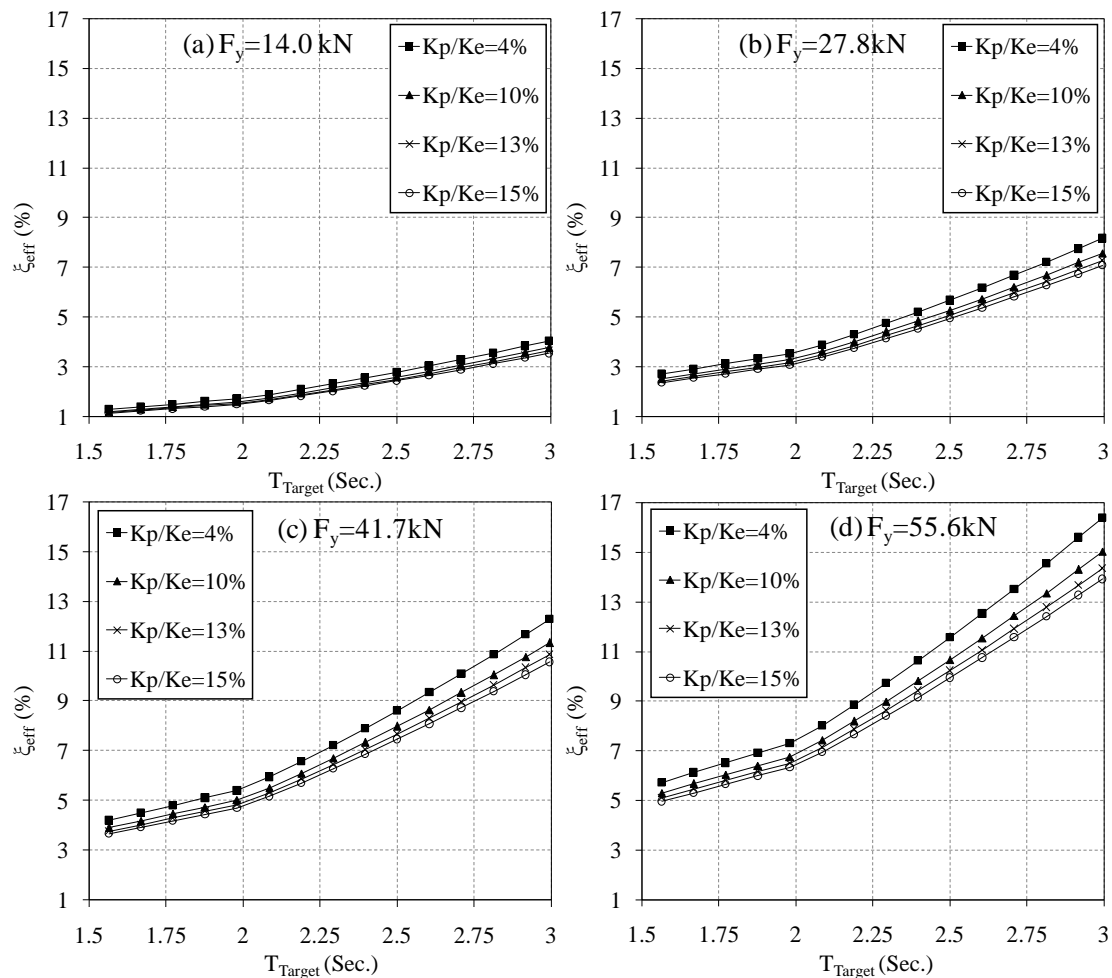 (a) F_y=14.0 kN
Kp/Ke=4%
Kp/Ke=10%
Kp/Ke=13%
Kp/Ke=15%
17
15
13
11
9
7
5
3
1
ξ_eff (%)
1.5 1.75 2 2.25 2.5 2.75 3
T_Target (Sec.)
(b) F_y=27.8kN
Kp/Ke=4%
Kp/Ke=10%
Kp/Ke=13%
Kp/Ke=15%
17
15
13
11
9
7
5
3
1
ξ_eff (%)
1.5 1.75 2 2.25 2.5 2.75 3
T_Target (Sec.)
(c) F_y=41.7kN
Kp/Ke=4%
Kp/Ke=10%
Kp/Ke=13%
Kp/Ke=15%
17
15
13
11
9
7
5
3
1
ξ_eff (%)
1.5 1.75 2 2.25 2.5 2.75 3
T_Target (Sec.)
(d) F_y=55.6kN
Kp/Ke=4%
Kp/Ke=10%
Kp/Ke=13%
Kp/Ke=15%
17
15
13
11
9
7
5
3
1
ξ_eff (%)
1.5 1.75 2 2.25 2.5 2.75 3
T_Target (Sec.)